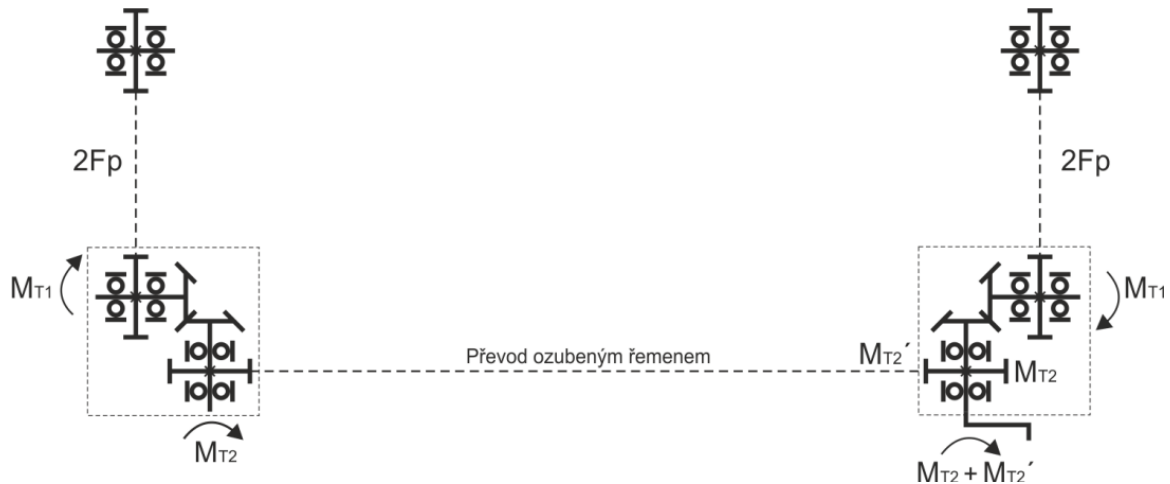 2Fp
2Fp
MT1
MT1
Převod ozubeným řemenem
MT2´
MT2
MT2
MT2 + MT2´